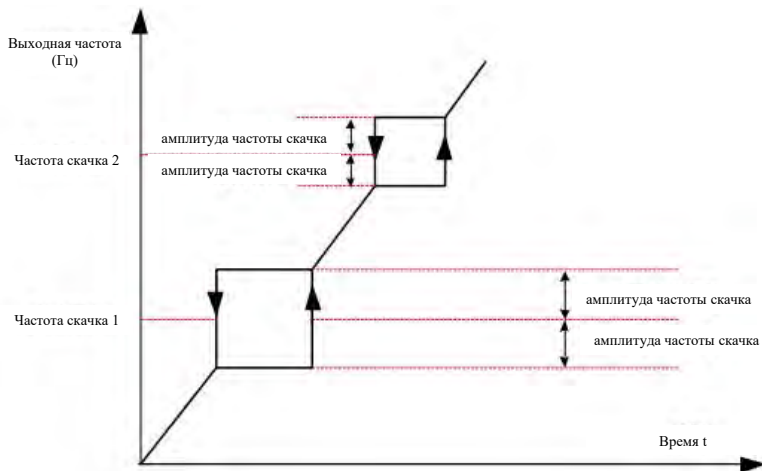 Выходная частота
(Гц)
амплитуда частоты скачка
Частота скачка 2
амплитуда частоты скачка
амплитуда частоты скачка
Частота скачка 1
амплитуда частоты скачка
Время t